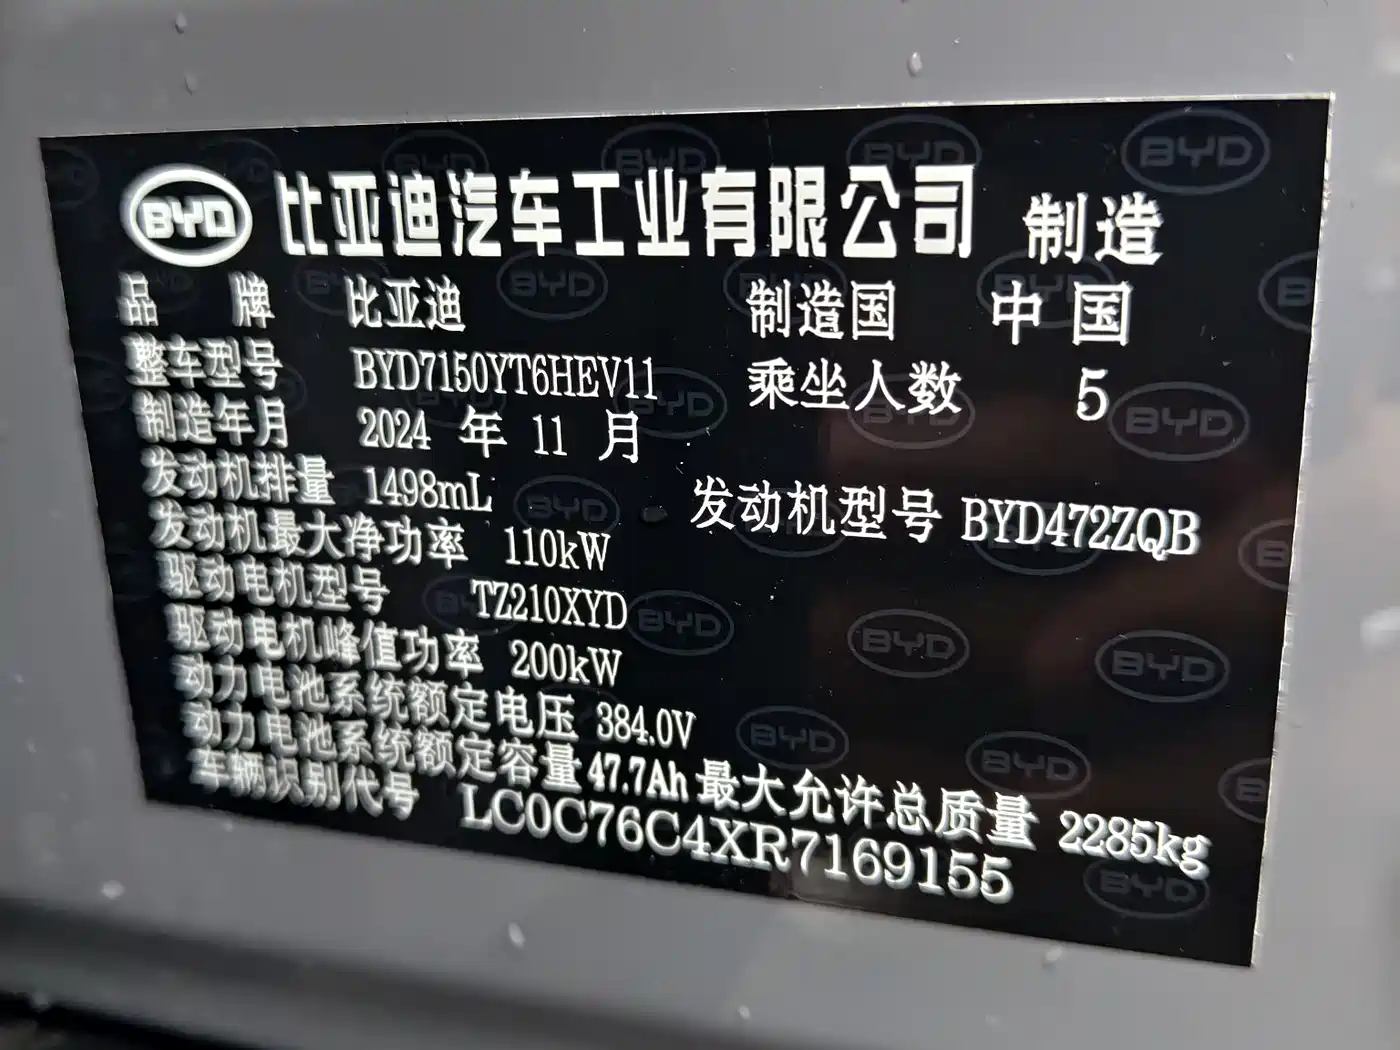 BYD 比亚迪汽车工业有限公司 制造
品 牌 比亚迪 制造国 中国
整车型号 BYD7150YT6HEV11 乘坐人数 5
制造年月 2024 年 11 月
发动机排量 1498mL 发动机型号 BYD472ZQB
发动机最大净功率 110kW
驱动电机型号 TZ210XYD
驱动电机峰值功率 200kW
动力电池系统额定电压 384.0V
动力电池系统额定容量 47.7Ah 最大允许总质量 2285kg
车辆识别代号 LC0C76C4XR7169155